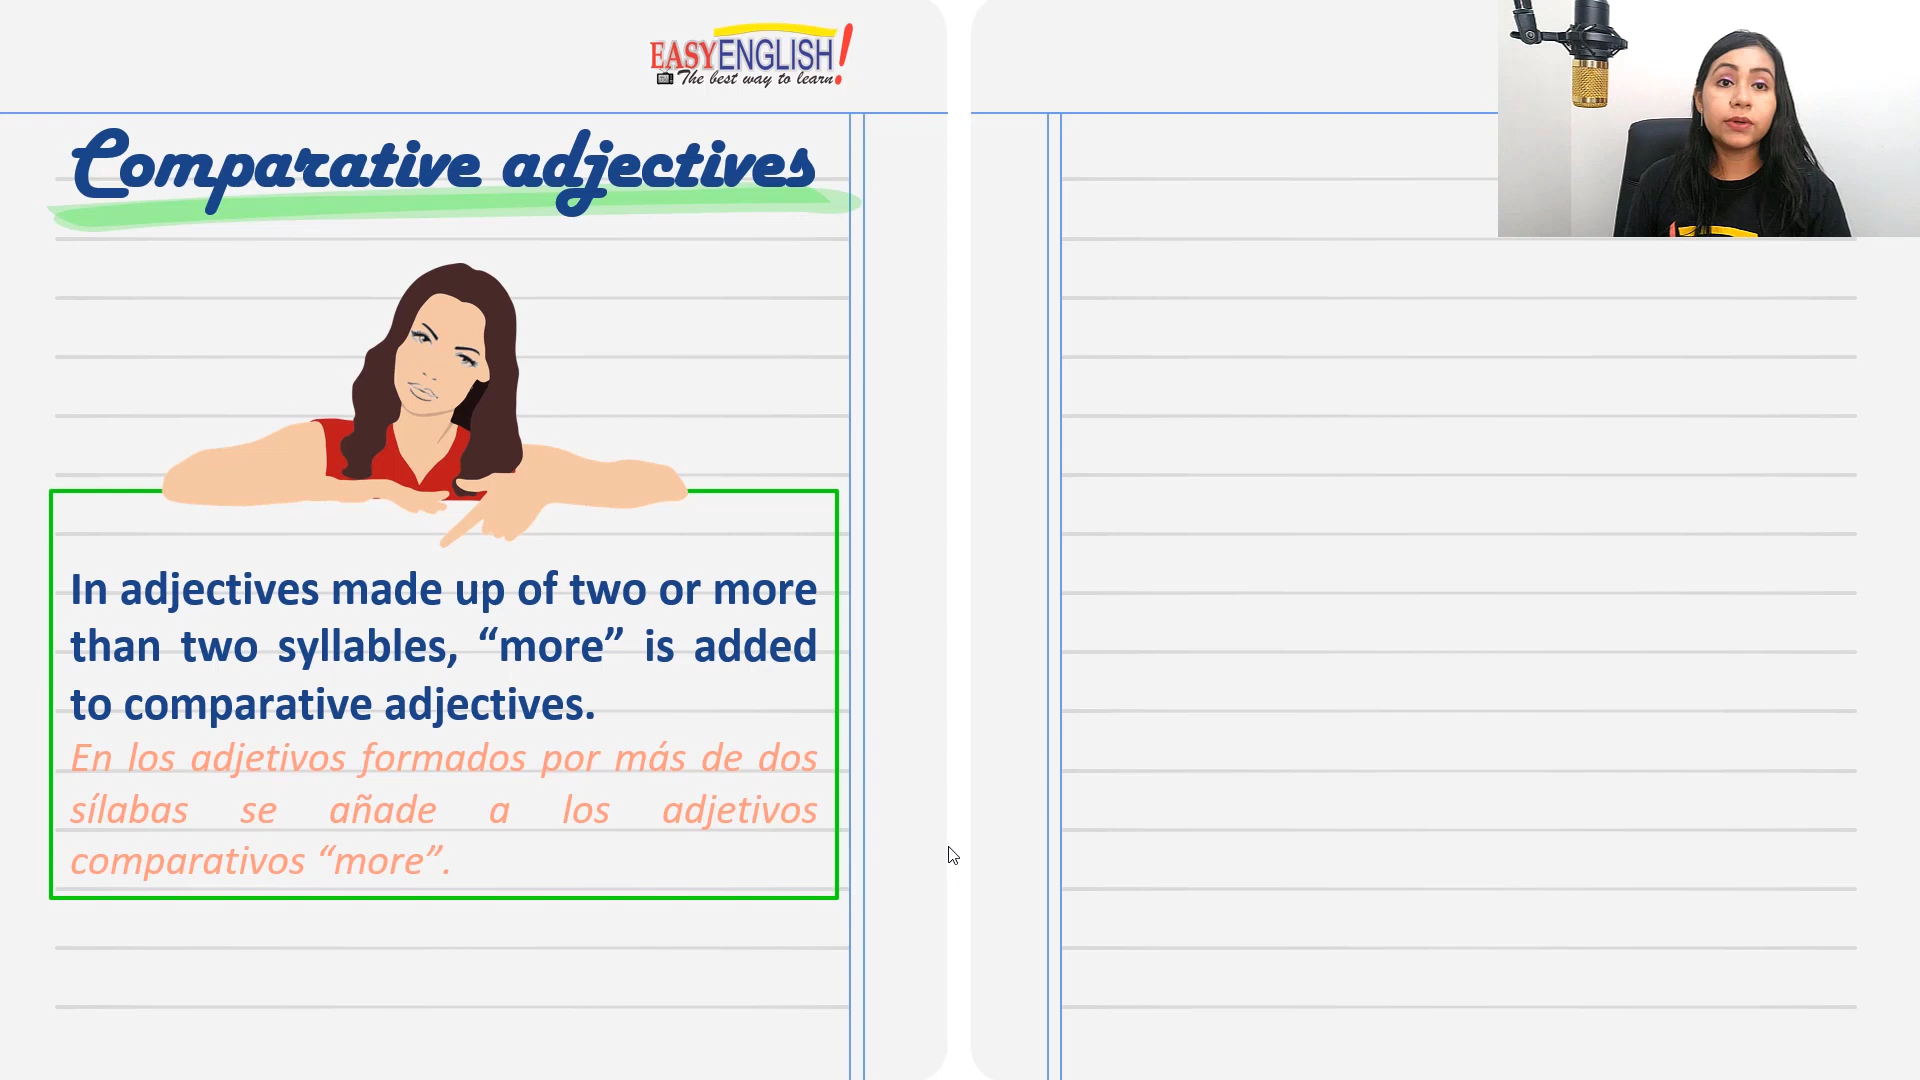 EASYENGLISH!
The best way to learn!
Comparative adjectives
In adjectives made up of two or more
than two syllables, “more” is added
to comparative adjectives.
En los adjetivos formados por más de dos
sílabas se añade a los adjetivos
comparativos “more”.